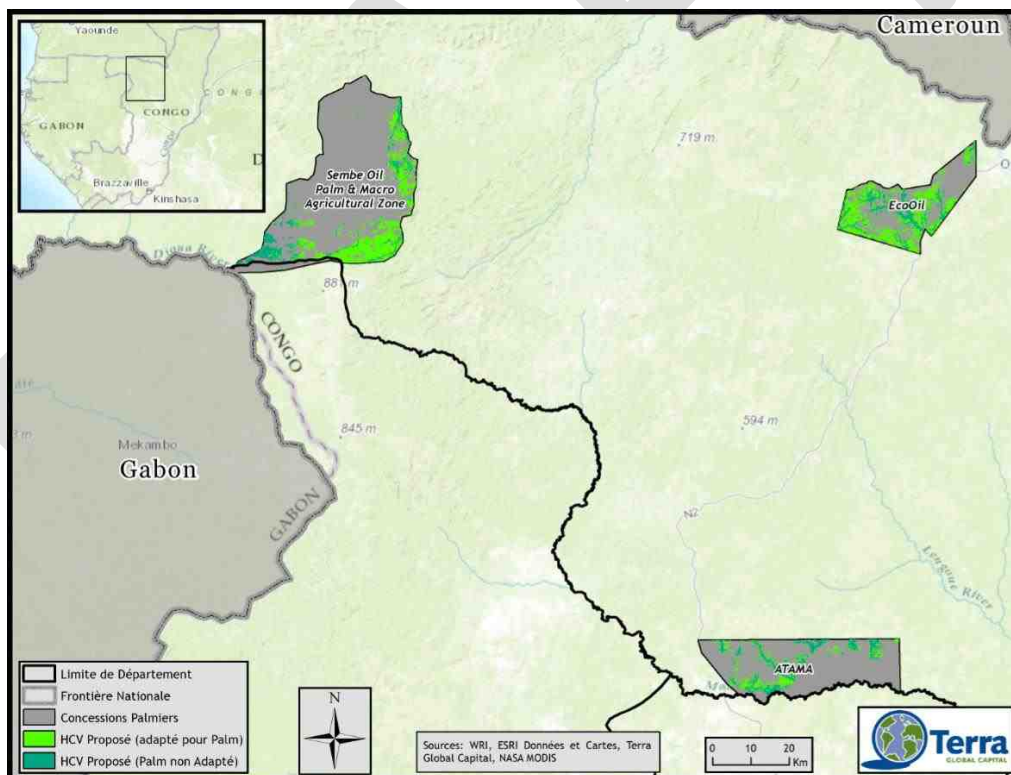 Yaounde
CONGO
GABON
CONGO
Congo
Brazzaville
Kinshasa
Cameroun
719 m
Sembe Oil
Palm & Macro
Agricultural Zone
EcoOil
881 m
CONGO
845 m
594 m
Mekambo
Gabon
GABON
N2
Lengoue River
ATAMA
Limite de Département
Frontière Nationale
Concessions Palmiers
HCV Proposé (adapté pour Palm)
HCV Proposé (Palm non Adapté)
N
Sources: WRI, ESRI Données et Cartes, Terra
Global Capital, NASA MODIS
0 10 20
Km
Terra
GLOBAL CAPITAL